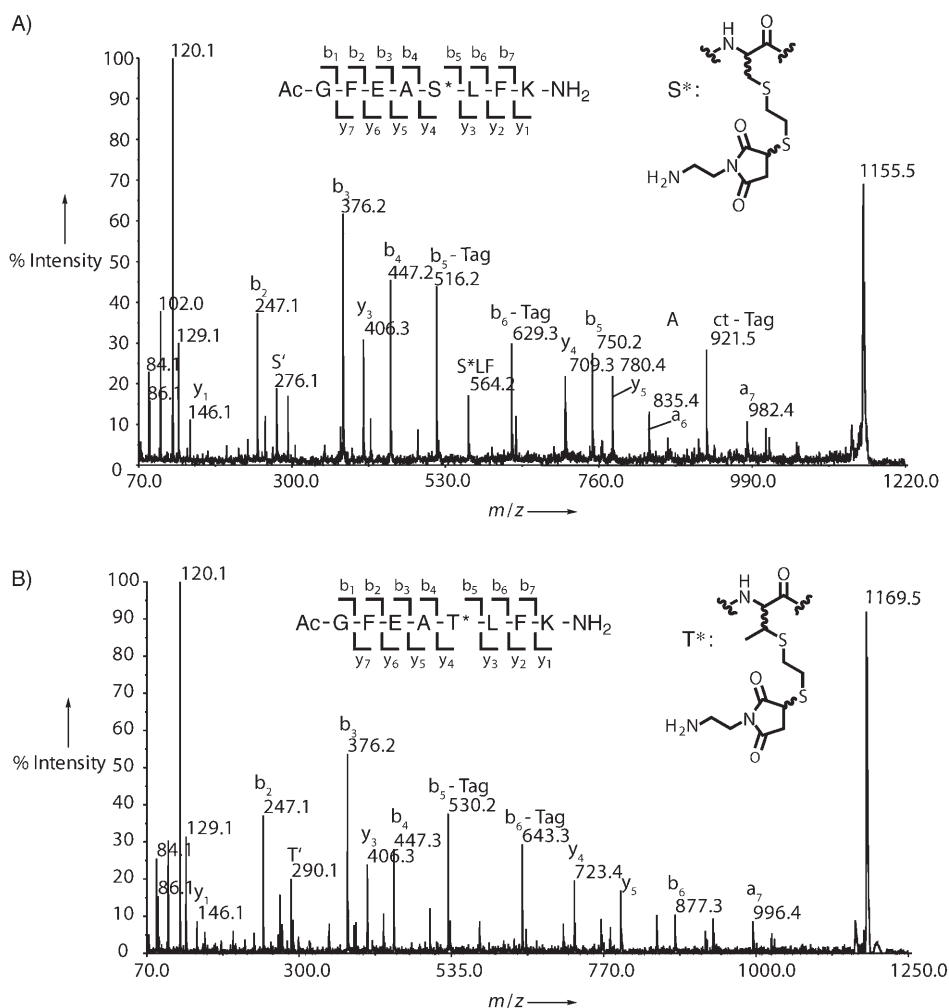 A)
100
90
80
70
60
50
40
30
20
10
0
% Intensity
120.1
102.0
129.1
84.1
86.1
y1
146.1
b2
247.1
S'
276.1
b3
376.2
y3
406.3
b4
447.2
b5-Tag
516.2
S*LF
564.2
b6-Tag
629.3
y4
709.3
b5
750.2
780.4
y5
835.4
a6
A
ct-Tag
921.5
a7
982.4
1155.5
b1 b2 b3 b4 b5 b6 b7
Ac-G-F-E-A-S*-L-F-K-NH2
y7 y6 y5 y4 y3 y2 y1
S*:
H
N
O
S
S
O
N
H2N
O
70.0 300.0 530.0 760.0 990.0 1220.0
m/z
B)
100
90
80
70
60
50
40
30
20
10
0
% Intensity
120.1
129.1
84.1
86.1
y1
146.1
b2
247.1
T'
290.1
b3
376.2
y3
406.3
b4
447.3
b5-Tag
530.2
b6-Tag
643.3
y4
723.4
y5
b6
877.3
a7
996.4
1169.5
b1 b2 b3 b4 b5 b6 b7
Ac-G-F-E-A-T*-L-F-K-NH2
y7 y6 y5 y4 y3 y2 y1
T*:
H
N
O
S
S
O
N
H2N
O
70.0 300.0 535.0 770.0 1000.0 1250.0
m/z